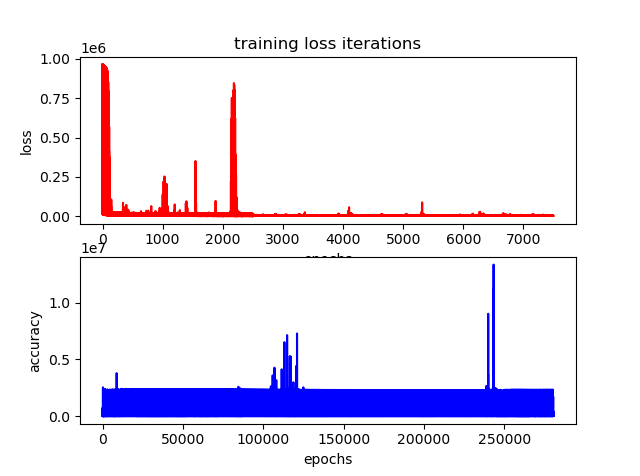 training loss iterations
1e6
1.00
0.75
0.50
0.25
0.00
loss
0 1000 2000 3000 4000 5000 6000 7000
epochs
1e7
1.0
0.5
0.0
accuracy
0 50000 100000 150000 200000 250000
epochs